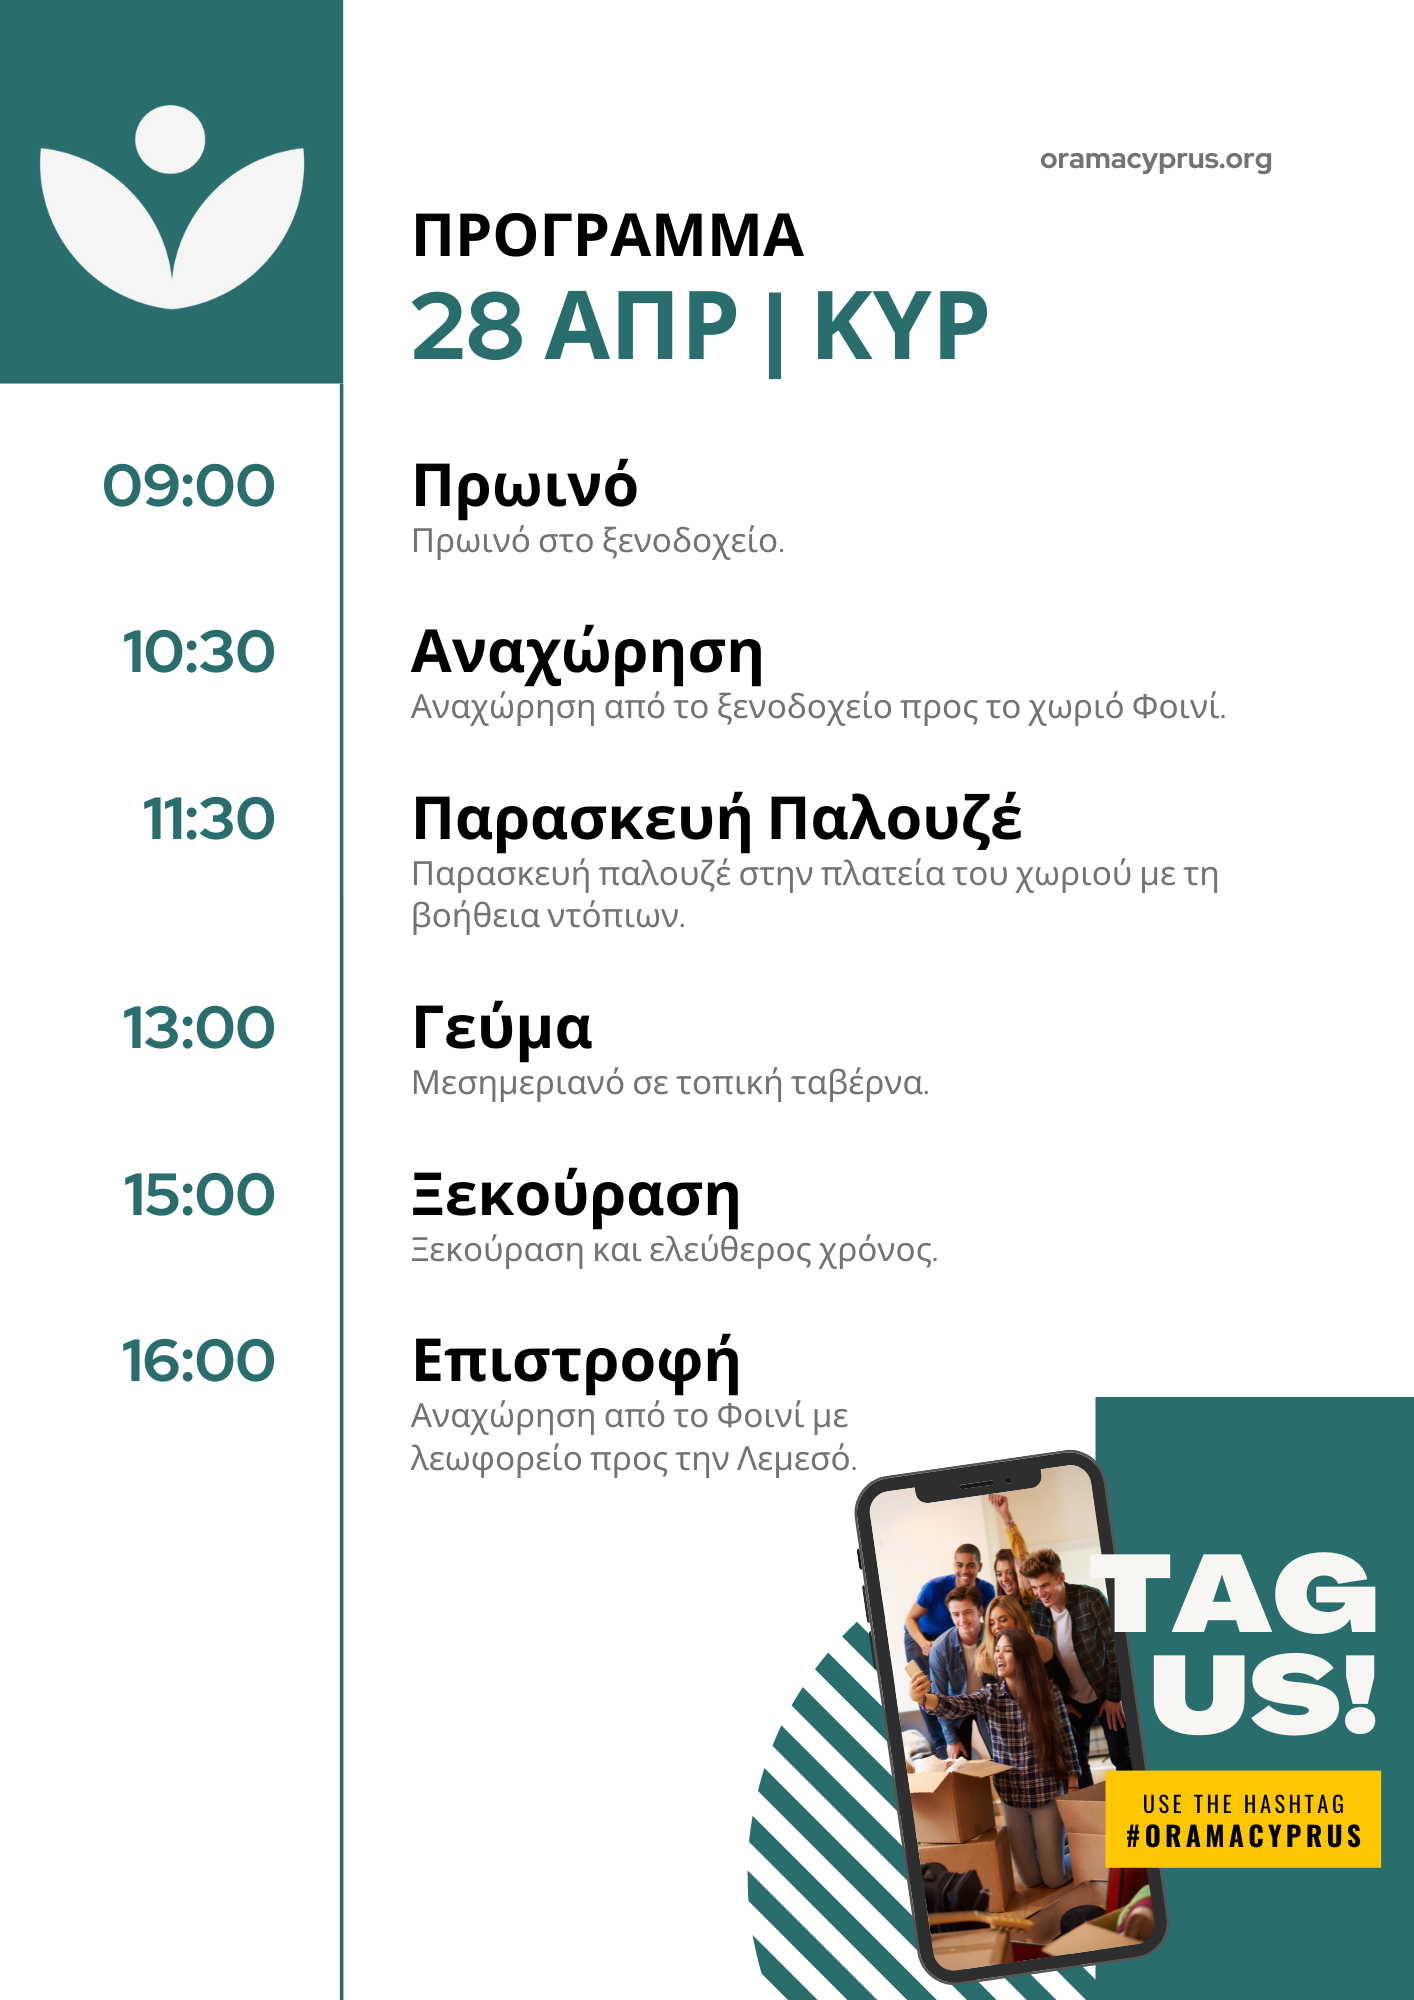 oramacyprus.org
ΠΡΟΓΡΑΜΜΑ
28 ΑΠΡ | ΚΥΡ
09:00
Πρωινό
Πρωινό στο ξενοδοχείο.
10:30
Αναχώρηση
Αναχώρηση από το ξενοδοχείο προς το χωριό Φοινί.
11:30
Παρασκευή Παλουζέ
Παρασκευή παλουζέ στην πλατεία του χωριού με τη
βοήθεια ντόπιων.
13:00
Γεύμα
Μεσημεριανό σε τοπική ταβέρνα.
15:00
Ξεκούραση
Ξεκούραση και ελεύθερος χρόνος.
16:00
Επιστροφή
Αναχώρηση από το Φοινί με
λεωφορείο προς την Λεμεσό.
TAG
US!
USE THE HASHTAG
#ORAMACYPRUS